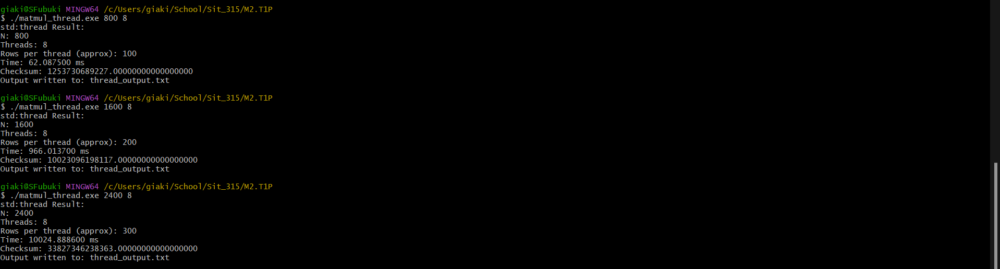 giaki@SFubuki MINGW64 /c/Users/giaki/School/Sit_315/M2.T1P
$ ./matmul_thread.exe 800 8
std:thread Result:
N: 800
Threads: 8
Rows per thread (approx): 100
Time: 62.087500 ms
Checksum: 1253730689227.00000000000000000
Output written to: thread_output.txt
giaki@SFubuki MINGW64 /c/Users/giaki/School/Sit_315/M2.T1P
$ ./matmul_thread.exe 1600 8
std:thread Result:
N: 1600
Threads: 8
Rows per thread (approx): 200
Time: 966.013700 ms
Checksum: 10023096198117.00000000000000000
Output written to: thread_output.txt
giaki@SFubuki MINGW64 /c/Users/giaki/School/Sit_315/M2.T1P
$ ./matmul_thread.exe 2400 8
std:thread Result:
N: 2400
Threads: 8
Rows per thread (approx): 300
Time: 10024.888600 ms
Checksum: 33827346238363.00000000000000000
Output written to: thread_output.txt